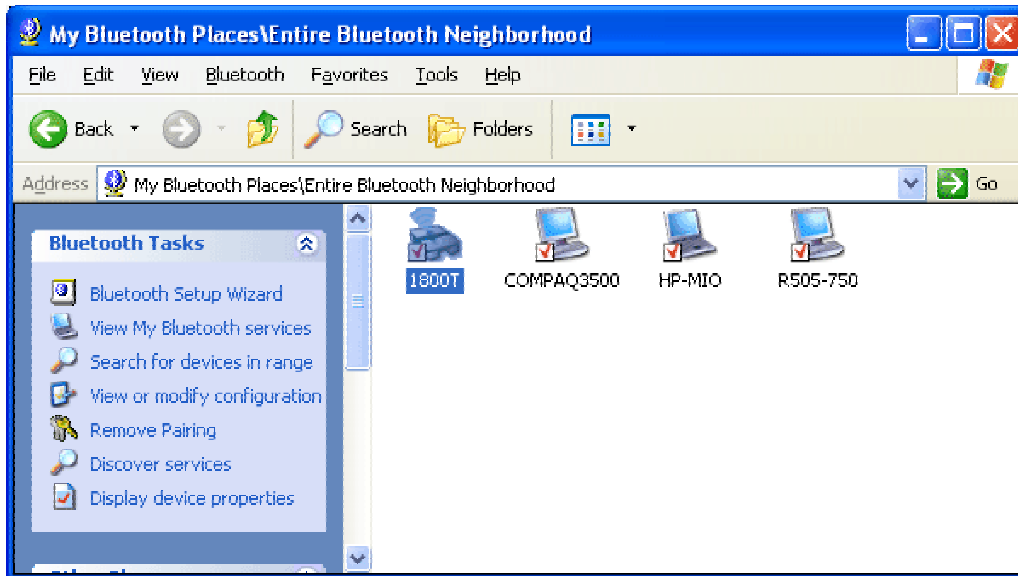 My Bluetooth Places\Entire Bluetooth Neighborhood
File Edit View Bluetooth Favorites Tools Help
Back Search Folders
Address My Bluetooth Places\Entire Bluetooth Neighborhood Go
Bluetooth Tasks
Bluetooth Setup Wizard
View My Bluetooth services
Search for devices in range
View or modify configuration
Remove Pairing
Discover services
Display device properties
1800T COMPAQ3500 HP-MIO R505-750